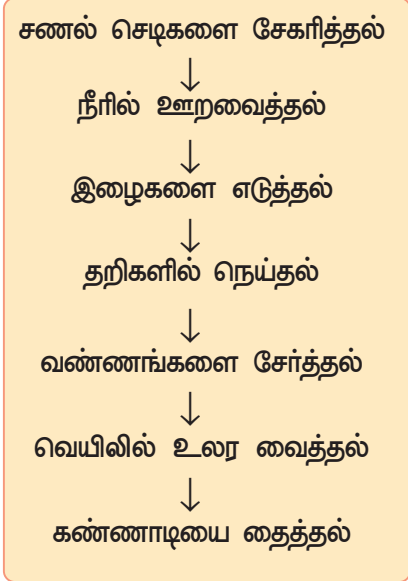 சணல் செடிகளை சேகரித்தல்
↓
நீரில் ஊறவைத்தல்
↓
இழைகளை எடுத்தல்
↓
தறிகளில் நெய்தல்
↓
வண்ணங்களை சேர்த்தல்
↓
வெயிலில் உலர வைத்தல்
↓
கண்ணாடியை தைத்தல்